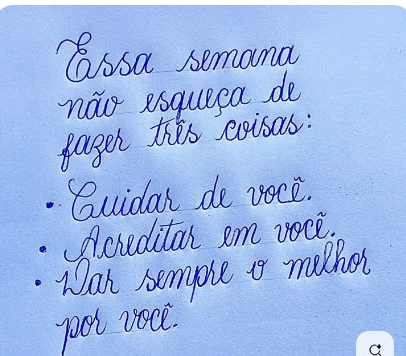 Essa semana
não esqueça de
fazer três coisas:
• Cuidar de você.
• Acreditar em você.
• Dar sempre o melhor
por você.